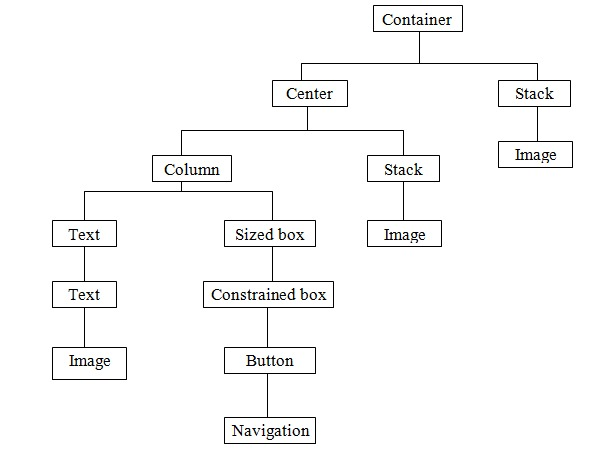 Container
Center
Stack
Image
Column
Stack
Text
Sized box
Image
Text
Constrained box
Image
Button
Navigation